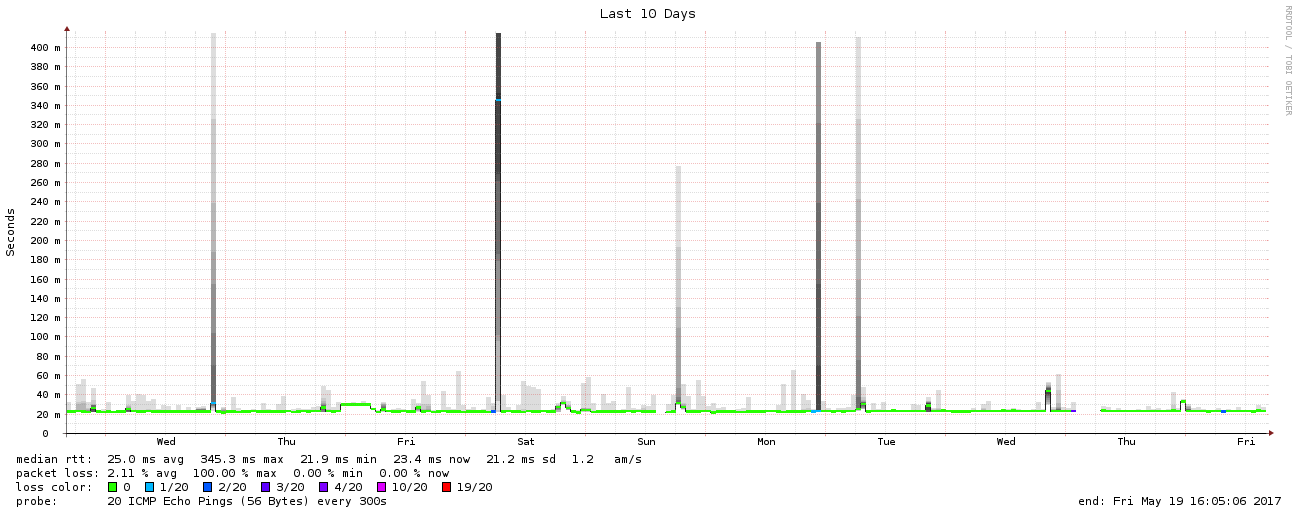 Last 10 Days
RRDTOOL / TOBI OETIKER
Seconds
400 m
380 m
360 m
340 m
320 m
300 m
280 m
260 m
240 m
220 m
200 m
180 m
160 m
140 m
120 m
100 m
80 m
60 m
40 m
20 m
0
Wed Thu Fri Sat Sun Mon Tue Wed Thu Fri
median rtt: 25.0 ms avg 345.3 ms max 21.9 ms min 23.4 ms now 21.2 ms sd 1.2 am/s
packet loss: 2.11 % avg 100.00 % max 0.00 % min 0.00 % now
loss color: 0 1/20 2/20 3/20 4/20 10/20 19/20
probe: 20 ICMP Echo Pings (56 Bytes) every 300s end: Fri May 19 16:05:06 2017